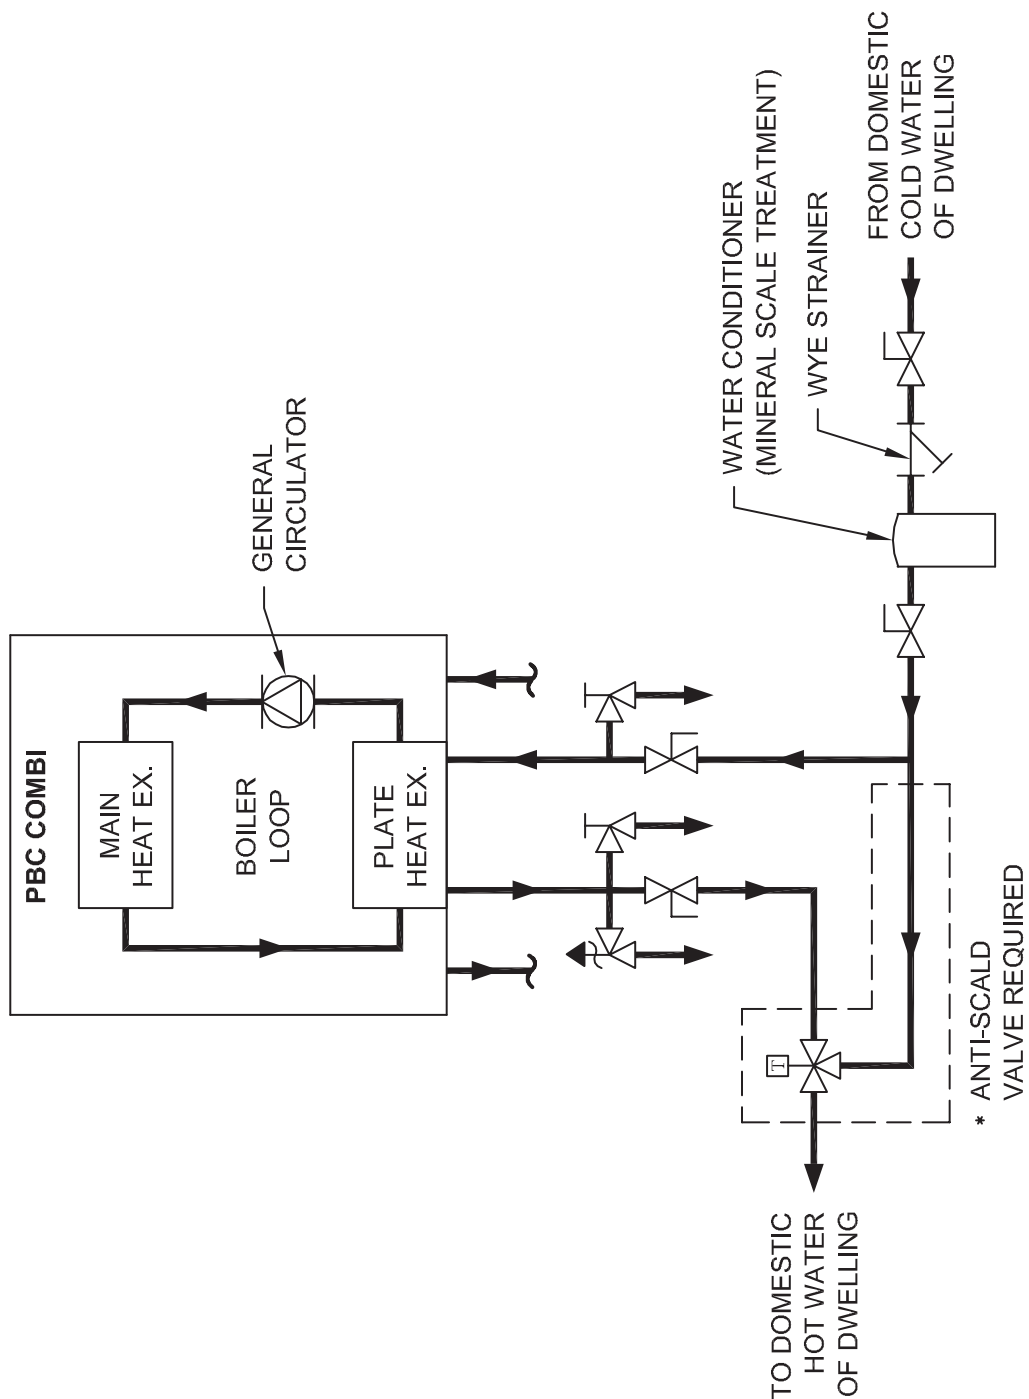 PBC COMBI
MAIN
HEAT EX.
BOILER
LOOP
PLATE
HEAT EX.
GENERAL
CIRCULATOR
WATER CONDITIONER
(MINERAL SCALE TREATMENT)
WYE STRAINER
FROM DOMESTIC
COLD WATER
OF DWELLING
T
* ANTI-SCALD
VALVE REQUIRED
TO DOMESTIC
HOT WATER
OF DWELLING